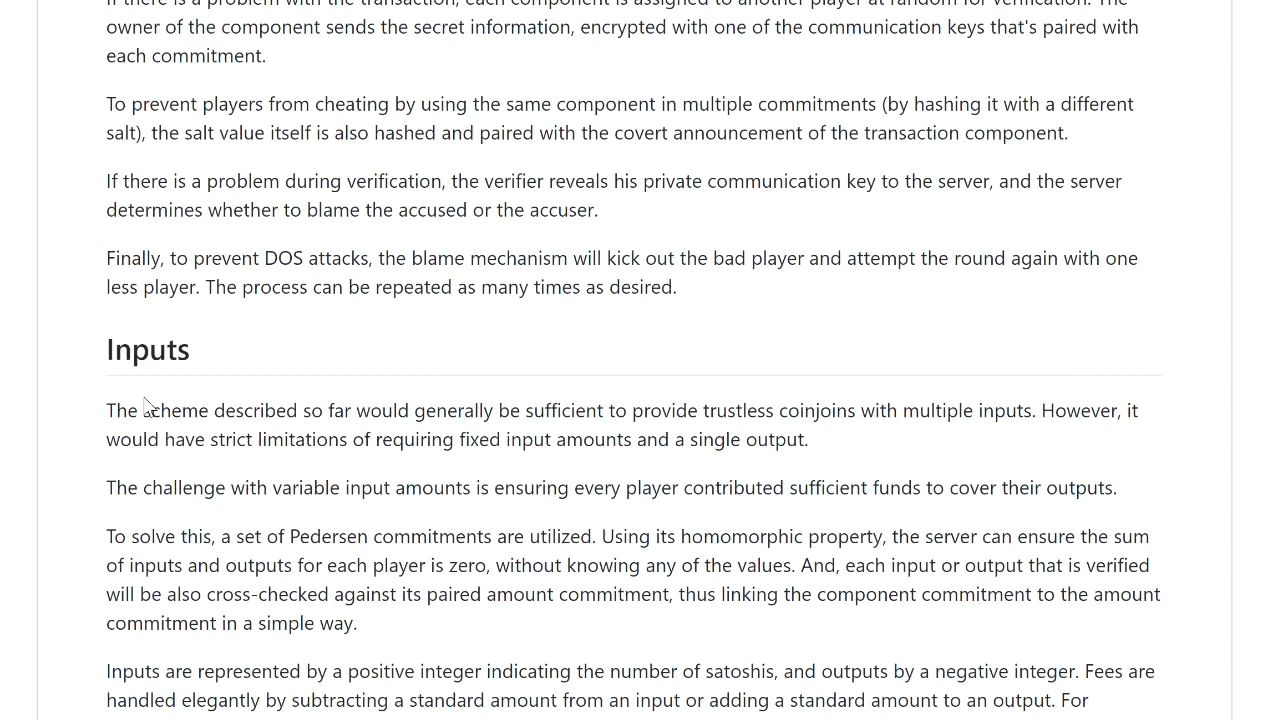 If there is a problem with the transaction, each component is assigned to another player at random for verification. The
owner of the component sends the secret information, encrypted with one of the communication keys that's paired with
each commitment.
To prevent players from cheating by using the same component in multiple commitments (by hashing it with a different
salt), the salt value itself is also hashed and paired with the covert announcement of the transaction component.
If there is a problem during verification, the verifier reveals his private communication key to the server, and the server
determines whether to blame the accused or the accuser.
Finally, to prevent DOS attacks, the blame mechanism will kick out the bad player and attempt the round again with one
less player. The process can be repeated as many times as desired.
Inputs
The scheme described so far would generally be sufficient to provide trustless coinjoins with multiple inputs. However, it
would have strict limitations of requiring fixed input amounts and a single output.
The challenge with variable input amounts is ensuring every player contributed sufficient funds to cover their outputs.
To solve this, a set of Pedersen commitments are utilized. Using its homomorphic property, the server can ensure the sum
of inputs and outputs for each player is zero, without knowing any of the values. And, each input or output that is verified
will be also cross-checked against its paired amount commitment, thus linking the component commitment to the amount
commitment in a simple way.
Inputs are represented by a positive integer indicating the number of satoshis, and outputs by a negative integer. Fees are
handled elegantly by subtracting a standard amount from an input or adding a standard amount to an output. For